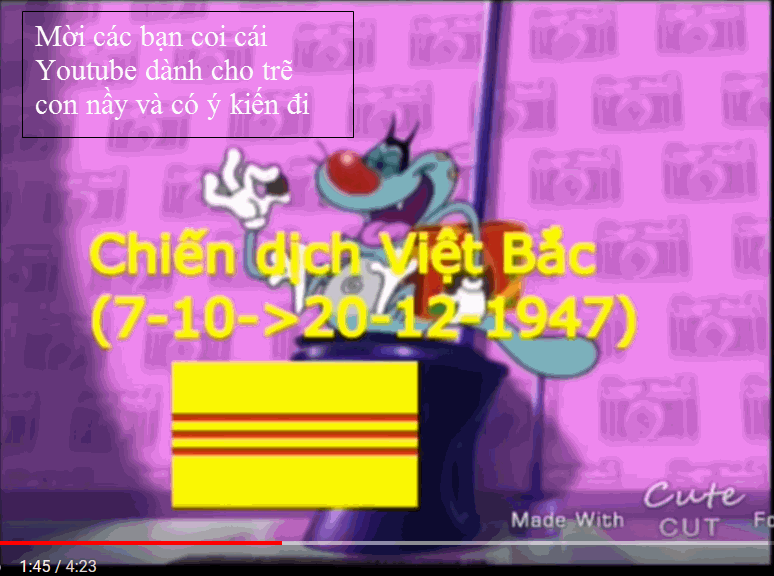 Mời các bạn coi cái
Youtube dành cho trẽ
con nầy và có ý kiến đi
Chiến dịch Việt Bắc
(7-10->20-12-1947)
Cute
Made With CUT Fo
1:45 / 4:23